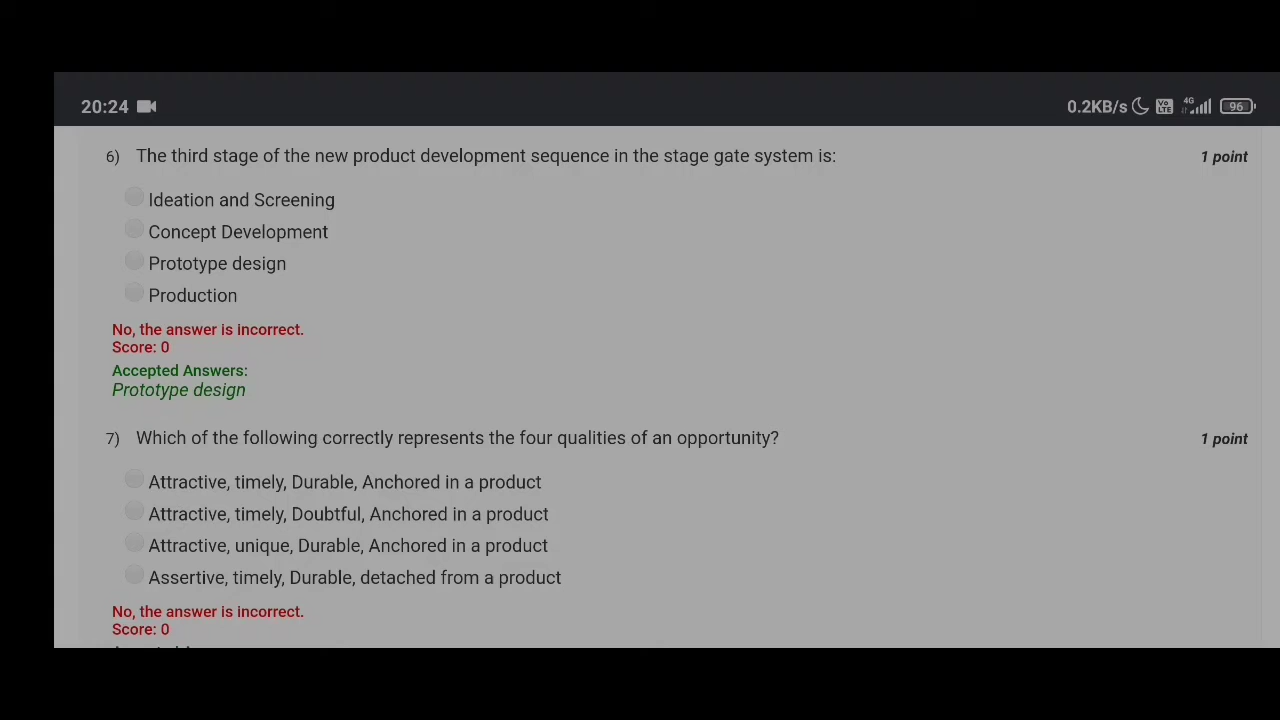 20:24 0.2KB/s Vo LTE 4G 96
6) The third stage of the new product development sequence in the stage gate system is: 1 point
Ideation and Screening
Concept Development
Prototype design
Production
No, the answer is incorrect.
Score: 0
Accepted Answers:
Prototype design
7) Which of the following correctly represents the four qualities of an opportunity? 1 point
Attractive, timely, Durable, Anchored in a product
Attractive, timely, Doubtful, Anchored in a product
Attractive, unique, Durable, Anchored in a product
Assertive, timely, Durable, detached from a product
No, the answer is incorrect.
Score: 0